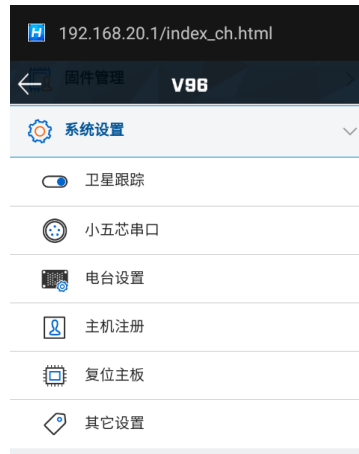 192.168.20.1/index_ch.html
固件管理
V96
系统设置
卫星跟踪
小五芯串口
电台设置
主机注册
复位主板
其它设置